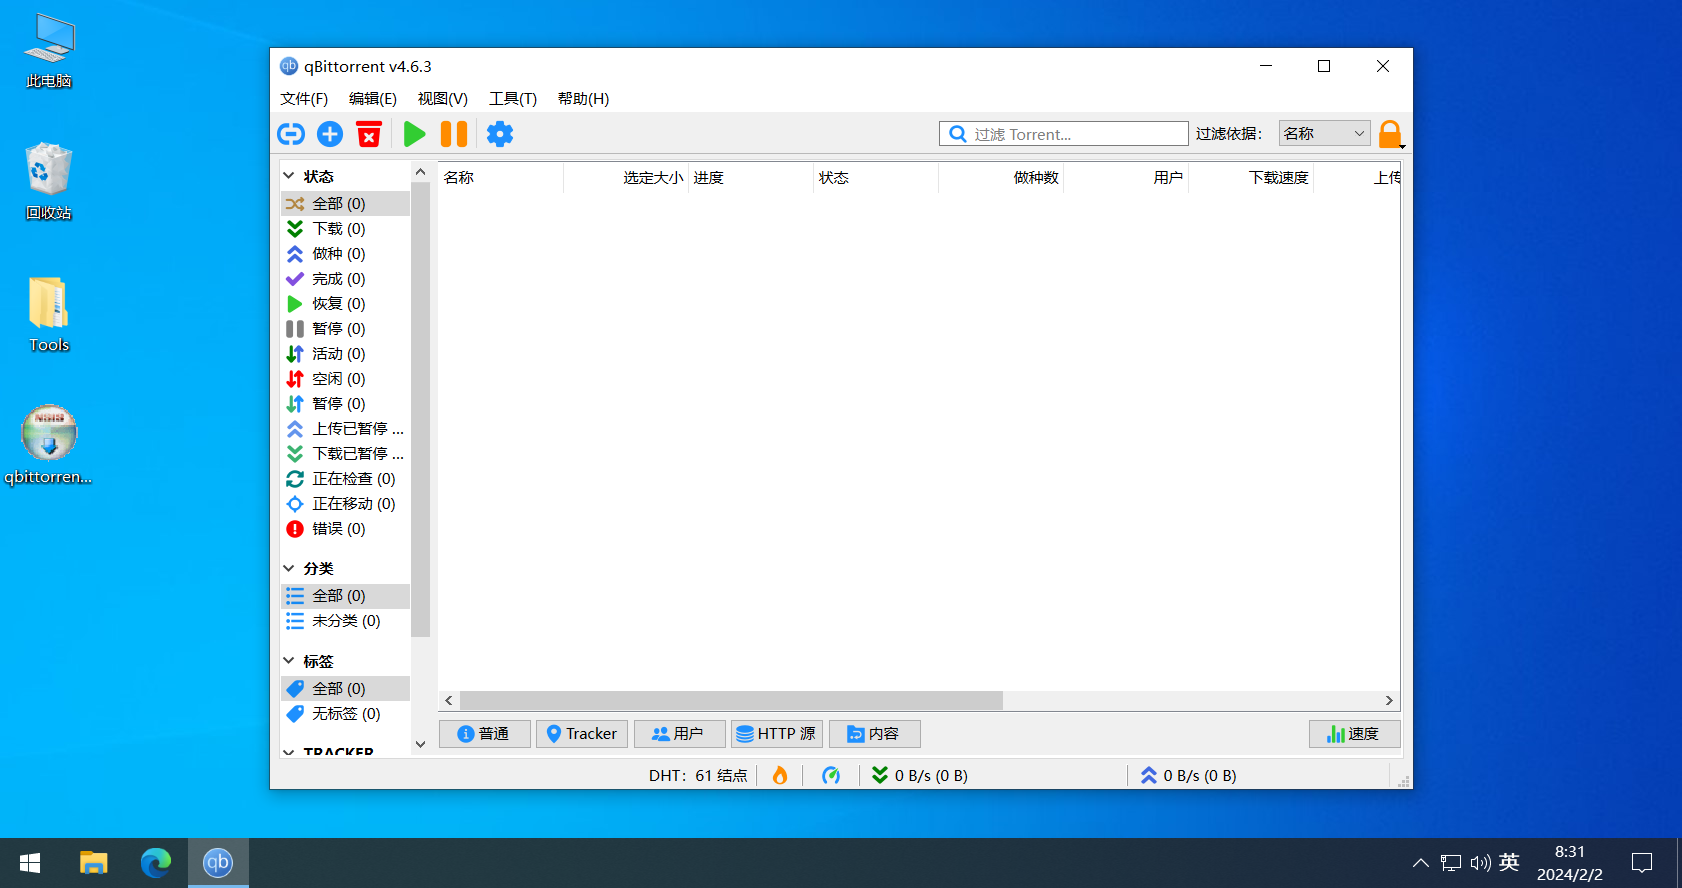 此电脑
回收站
Tools
NSIS
qbittorren...
qb qBittorrent v4.6.3
文件(F) 编辑(E) 视图(V) 工具(T) 帮助(H)
过滤 Torrent... 过滤依据： 名称
状态
全部 (0)
下载 (0)
做种 (0)
完成 (0)
恢复 (0)
暂停 (0)
活动 (0)
空闲 (0)
暂停 (0)
上传已暂停 ...
下载已暂停 ...
正在检查 (0)
正在移动 (0)
错误 (0)
分类
全部 (0)
未分类 (0)
标签
全部 (0)
无标签 (0)
TRACKER
名称 选定大小 进度 状态 做种数 用户 下载速度 上传
普通 Tracker 用户 HTTP 源 内容 速度
DHT： 61 结点 0 B/s (0 B) 0 B/s (0 B)
qb
英
8:31
2024/2/2